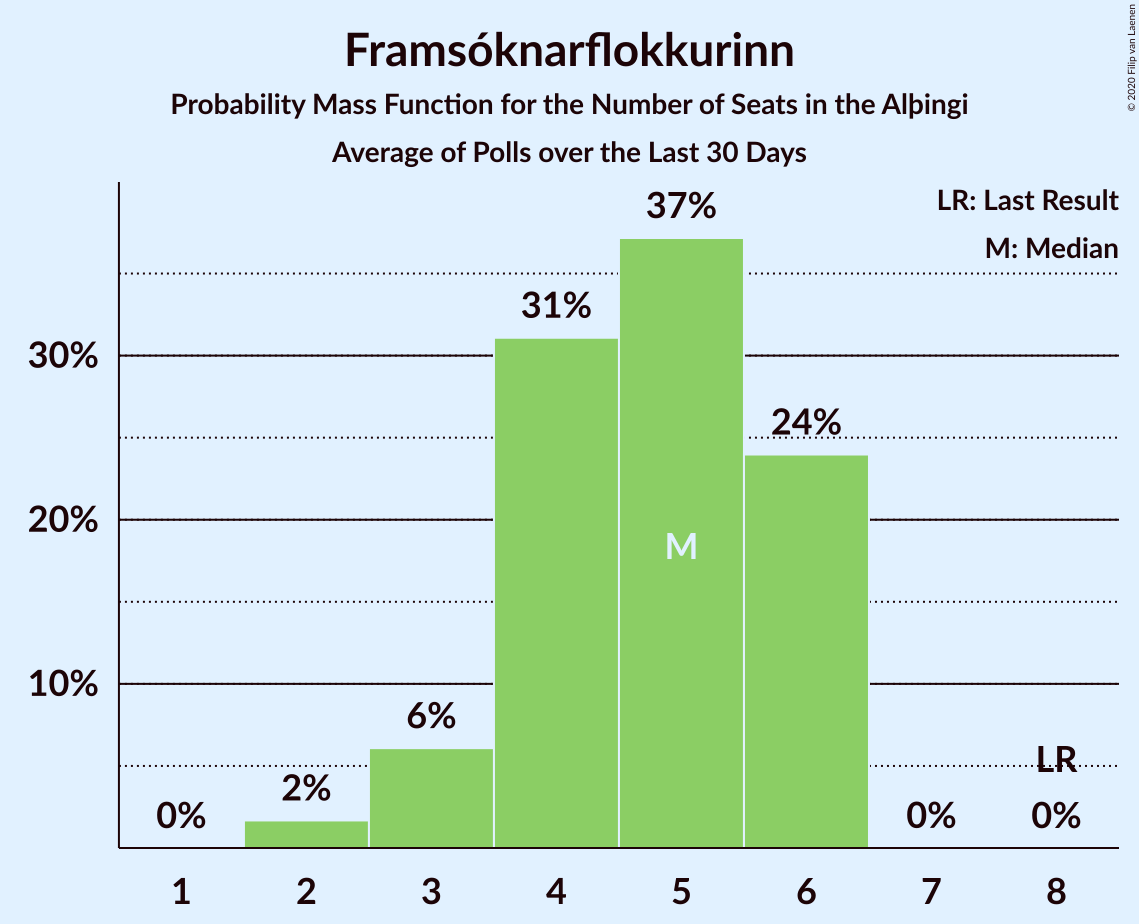 Framsóknarflokkurinn
Probability Mass Function for the Number of Seats in the Alþingi
Average of Polls over the Last 30 Days
© 2020 Filip van Laenen
LR: Last Result
M: Median
37%
31%
30%
24%
20%
M
10%
6%
LR
2%
0%
0%
0%
1 2 3 4 5 6 7 8